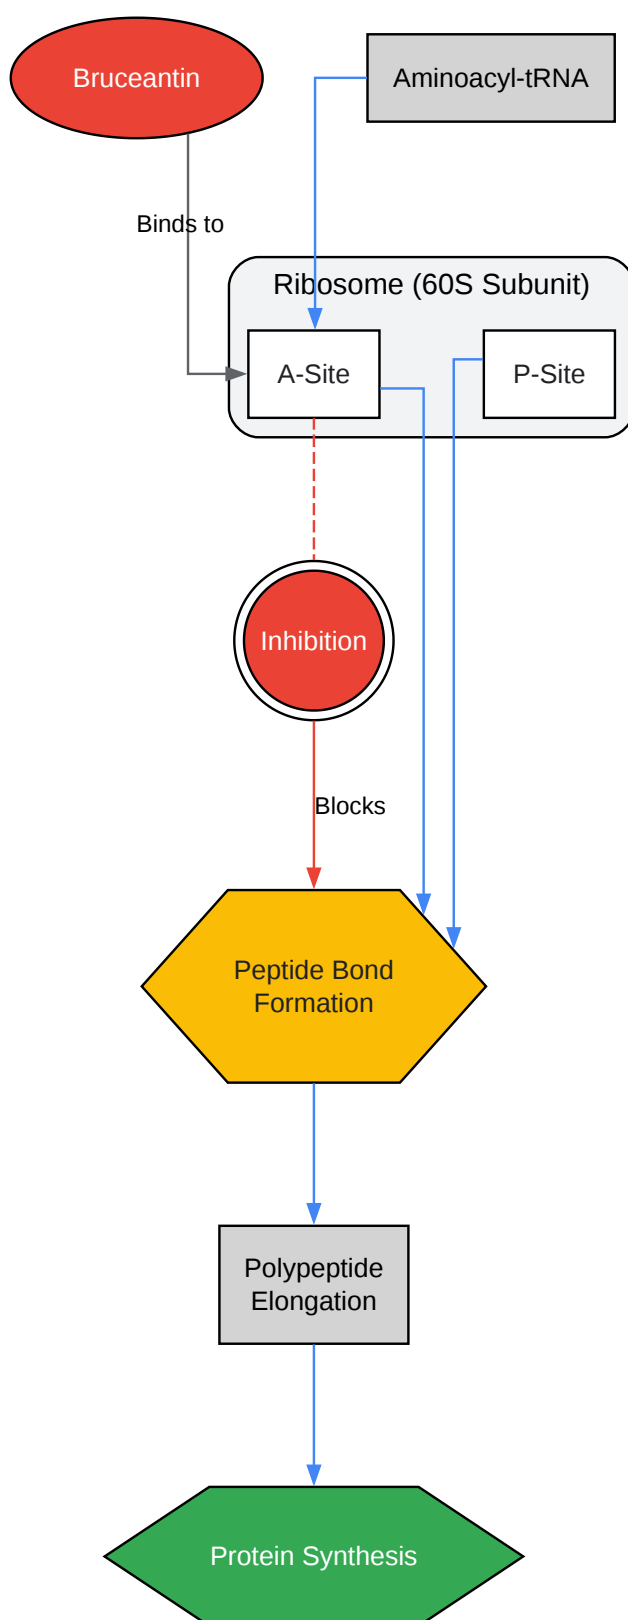 Bruceantin
Aminoacyl-tRNA
Binds to
Ribosome (60S Subunit)
A-Site
P-Site
Inhibition
Blocks
Peptide Bond
Formation
Polypeptide
Elongation
Protein Synthesis